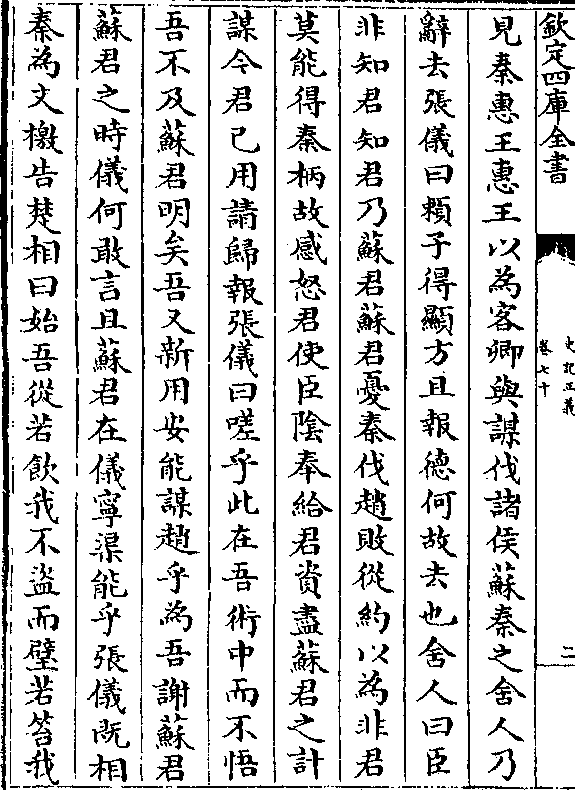 欽定四庫全書
史記正義
卷七十
二
見秦惠王惠王以為客卿與謀伐諸侯蘇秦之舍人乃
辭去張儀曰賴子得顯方且報德何故去也舍人曰臣
非知君知君乃蘇君蘇君憂秦伐趙敗從約以為非君
莫能得秦柄故感怒君使臣陰奉給君資盡蘇君之計
謀今君已用請歸報張儀曰嗟乎此在吾術中而不悟
吾不及蘇君明矣吾又新用安能謀趙乎為吾謝蘇君
蘇君之時儀何敢言且蘇君在儀寧渠能乎張儀既相
秦為文檄告楚相曰始吾從若飲我不盜而璧若笞我